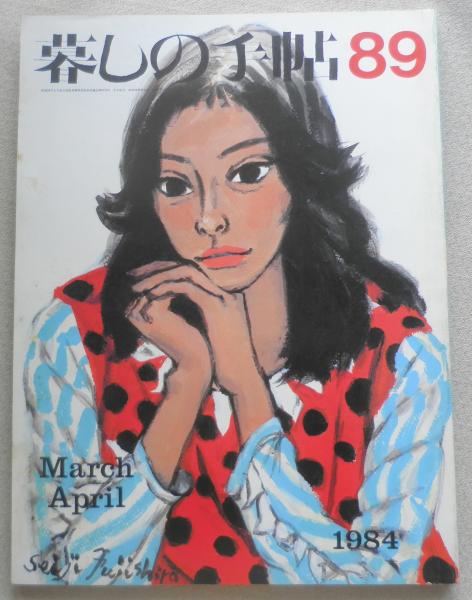 暮しの手帖 89
March
April
1984
Seiji Fujishiro